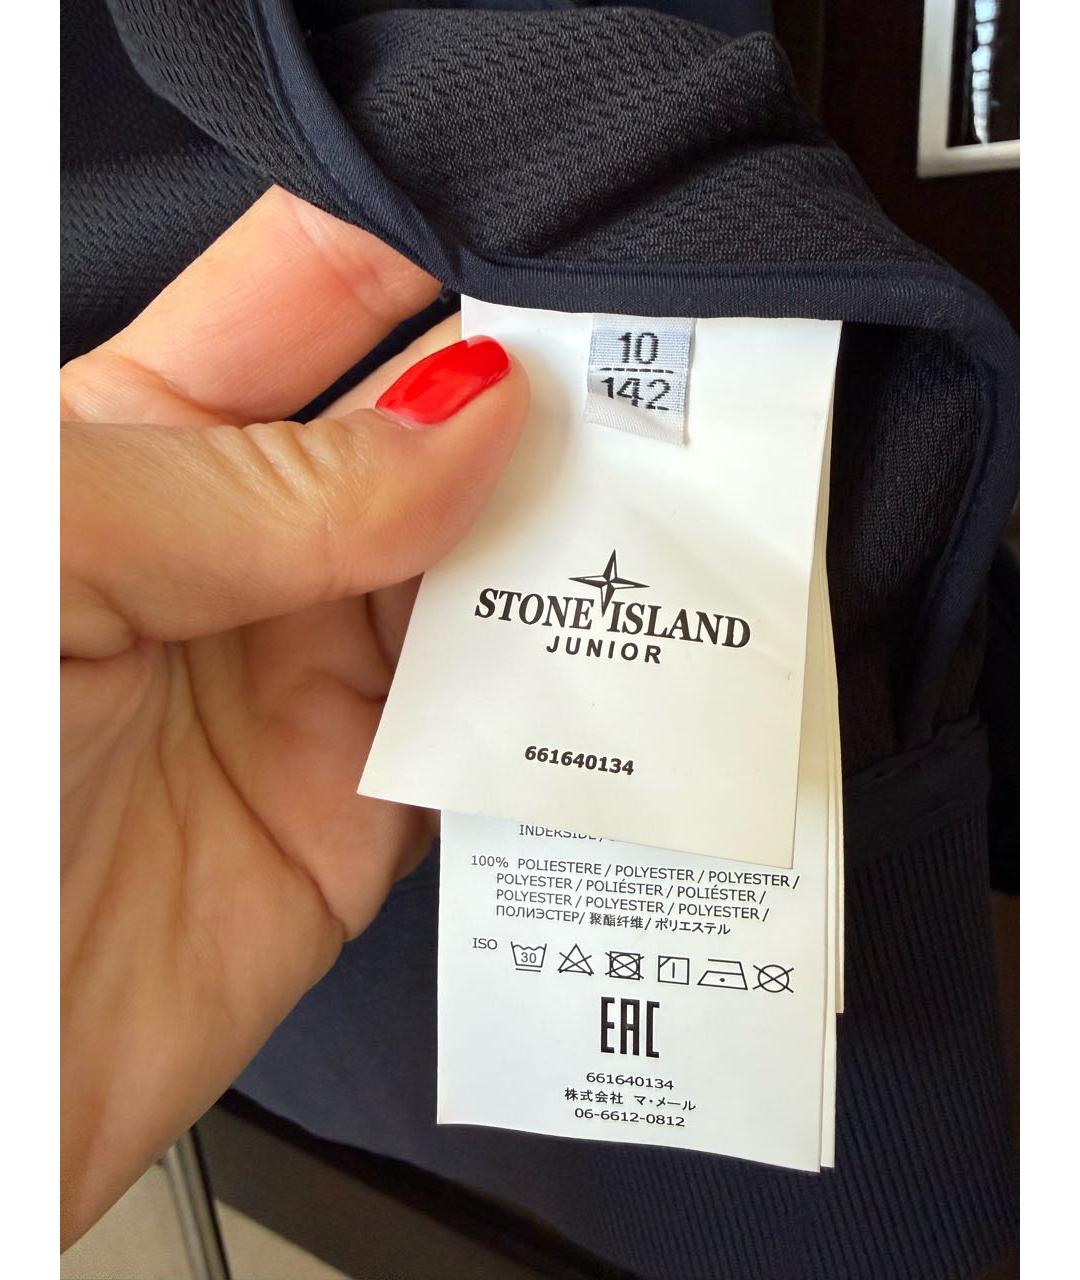 10
142
STONE ISLAND
JUNIOR
661640134
INDERSIDE/
100% POLIESTERE / POLYESTER / POLYESTER /
POLYESTER / POLIÉSTER / POLIÉSTER /
POLYESTER / POLYESTER / POLYESTER /
ПОЛИЭСТЕР/ 聚酯纤维/ ポリエステル
ISO 30
EAC
661640134
株式会社 マ・メール
06-6612-0812